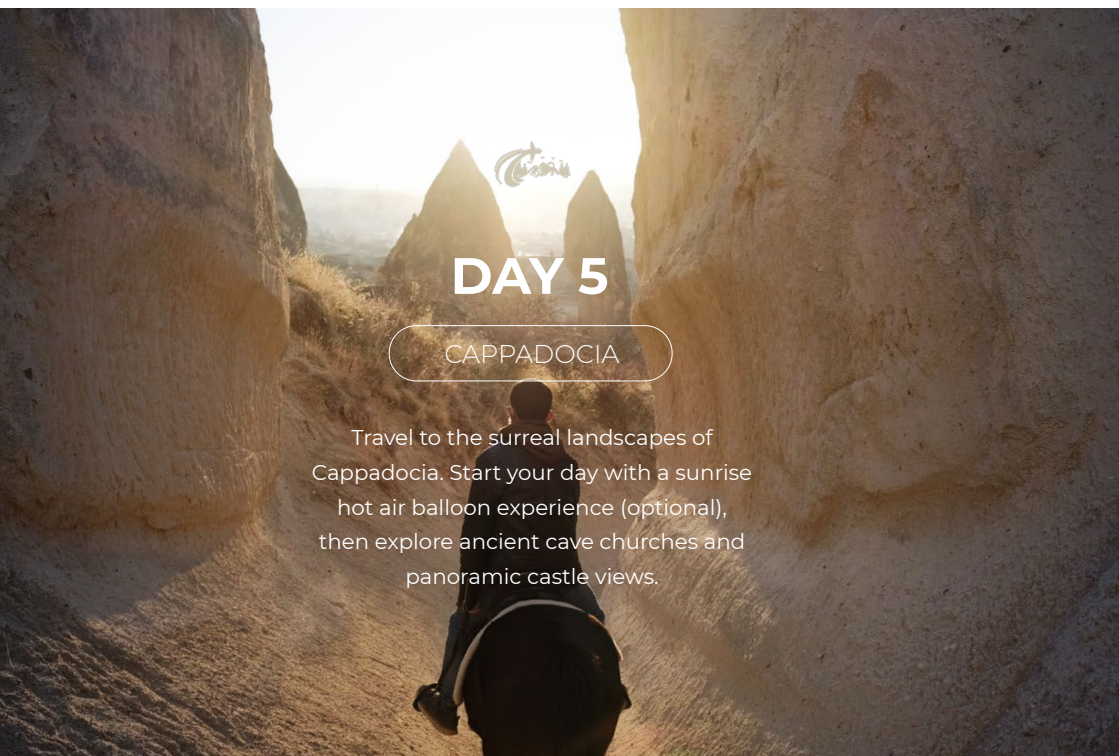 DAY 5
CAPPADOCIA
Travel to the surreal landscapes of
Cappadocia. Start your day with a sunrise
hot air balloon experience (optional),
then explore ancient cave churches and
panoramic castle views.